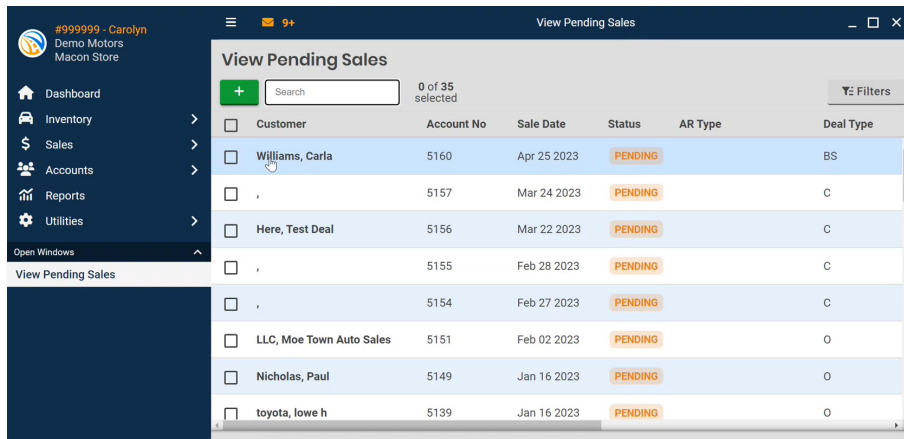 #999999 - Carolyn
Demo Motors
Macon Store
Dashboard
Inventory
Sales
Accounts
Reports
Utilities
Open Windows
View Pending Sales
9+
View Pending Sales
View Pending Sales
+
Search
0 of 35
selected
Filters
Customer Account No Sale Date Status AR Type Deal Type
Williams, Carla 5160 Apr 25 2023 PENDING BS
, 5157 Mar 24 2023 PENDING C
Here, Test Deal 5156 Mar 22 2023 PENDING C
, 5155 Feb 28 2023 PENDING C
, 5154 Feb 27 2023 PENDING C
LLC, Moe Town Auto Sales 5151 Feb 02 2023 PENDING O
Nicholas, Paul 5149 Jan 16 2023 PENDING O
toyota, lowe h 5139 Jan 16 2023 PENDING O